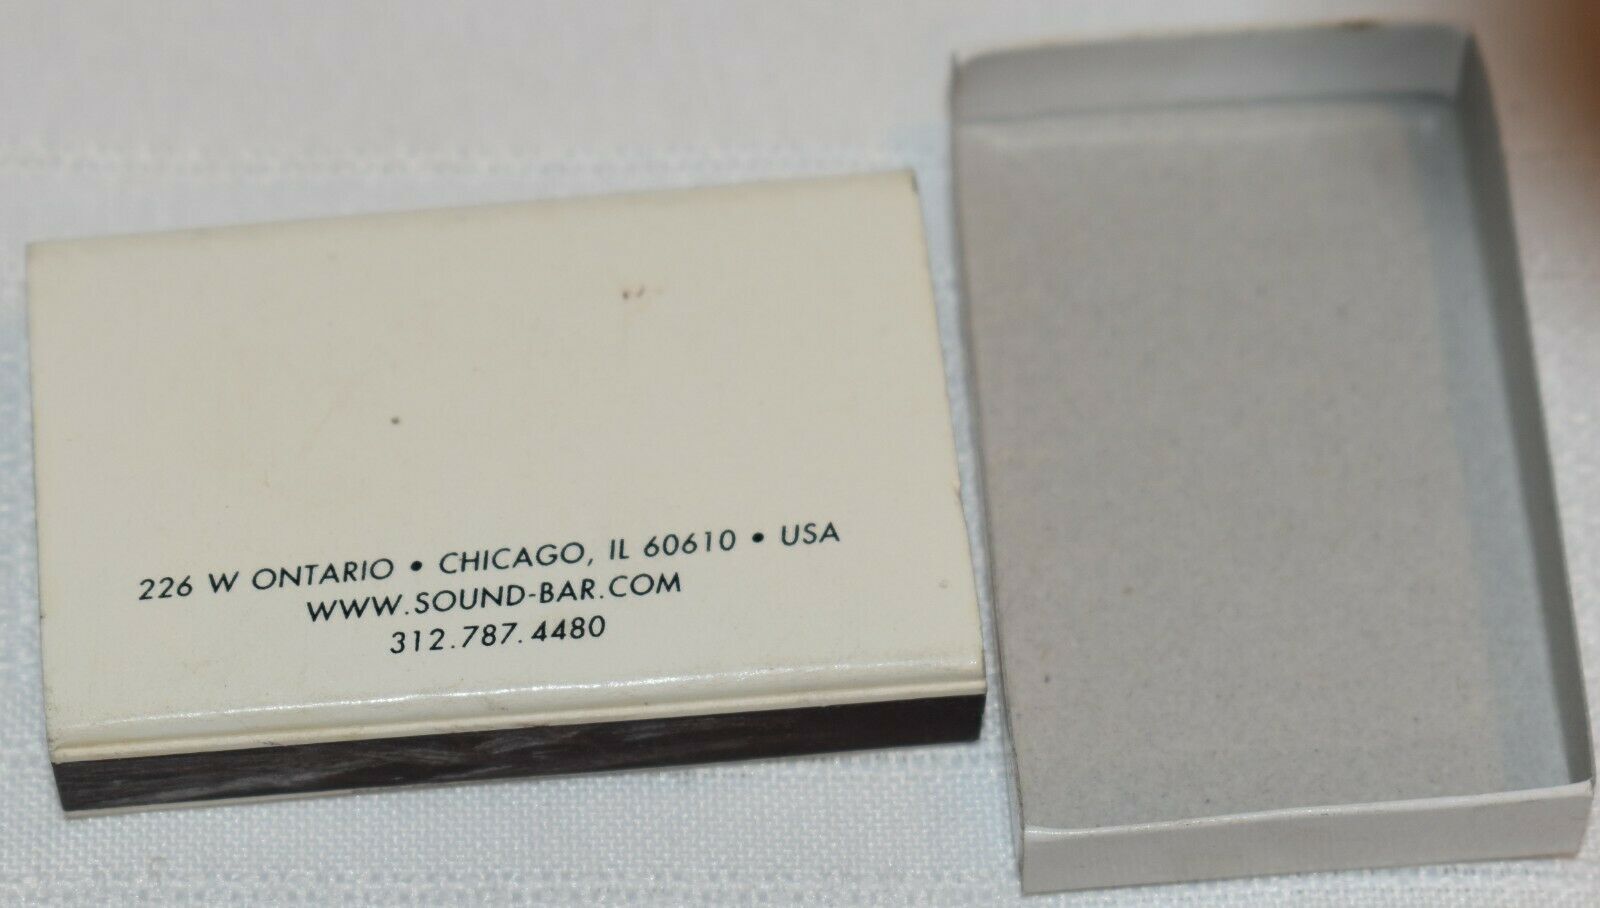 226 W ONTARIO • CHICAGO, IL 60610 • USA
WWW.SOUND-BAR.COM
312.787.4480